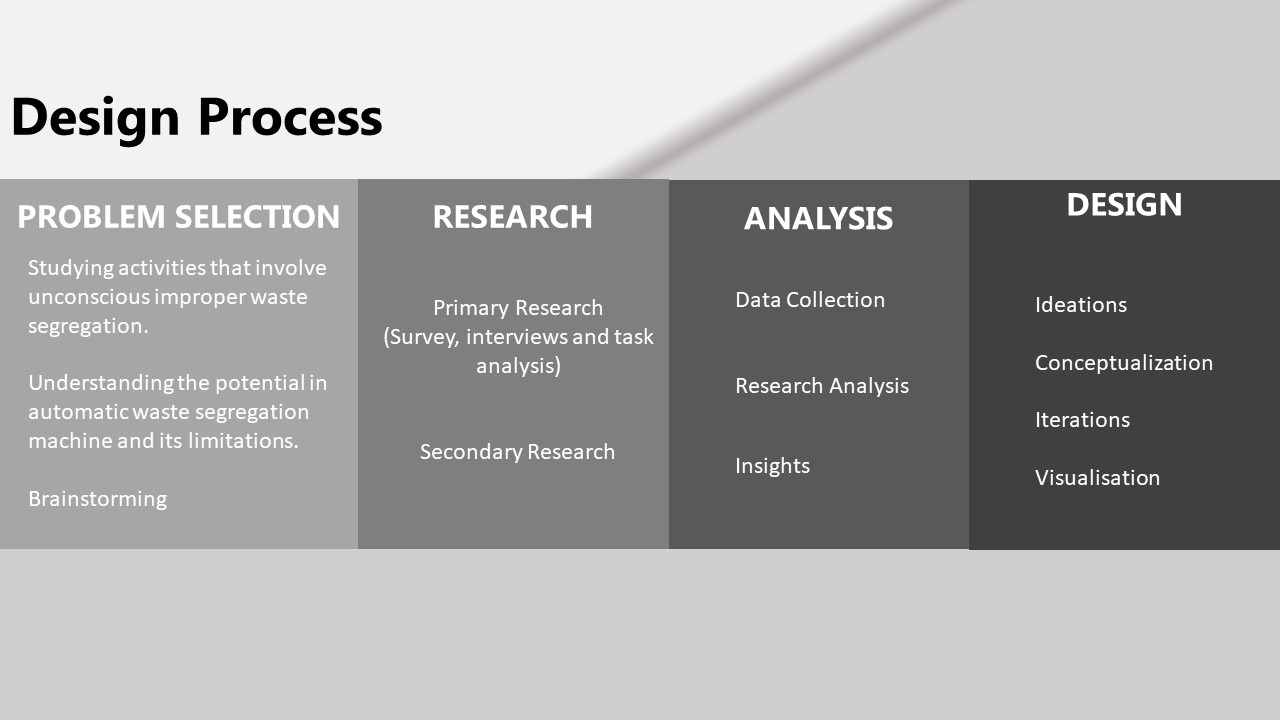 Design Process
PROBLEM SELECTION
Studying activities that involve
unconscious improper waste
segregation.
Understanding the potential in
automatic waste segregation
machine and its limitations.
Brainstorming
RESEARCH
Primary Research
(Survey, interviews and task
analysis)
Secondary Research
ANALYSIS
Data Collection
Research Analysis
Insights
DESIGN
Ideations
Conceptualization
Iterations
Visualisation